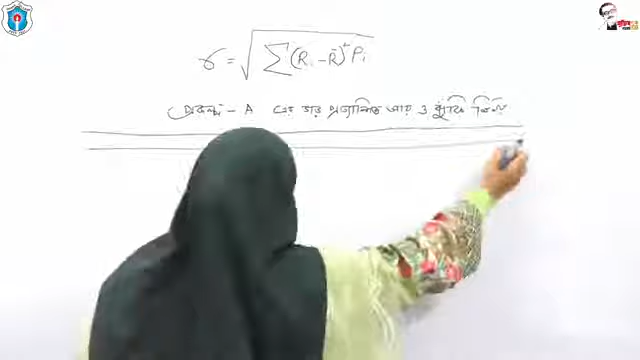 σ = √Σ(Rᵢ - R̄)² Pᵢ
প্রকল্প - A এর হার প্রত্যাশিত আয় ও ঝুঁকি নির্ণয়